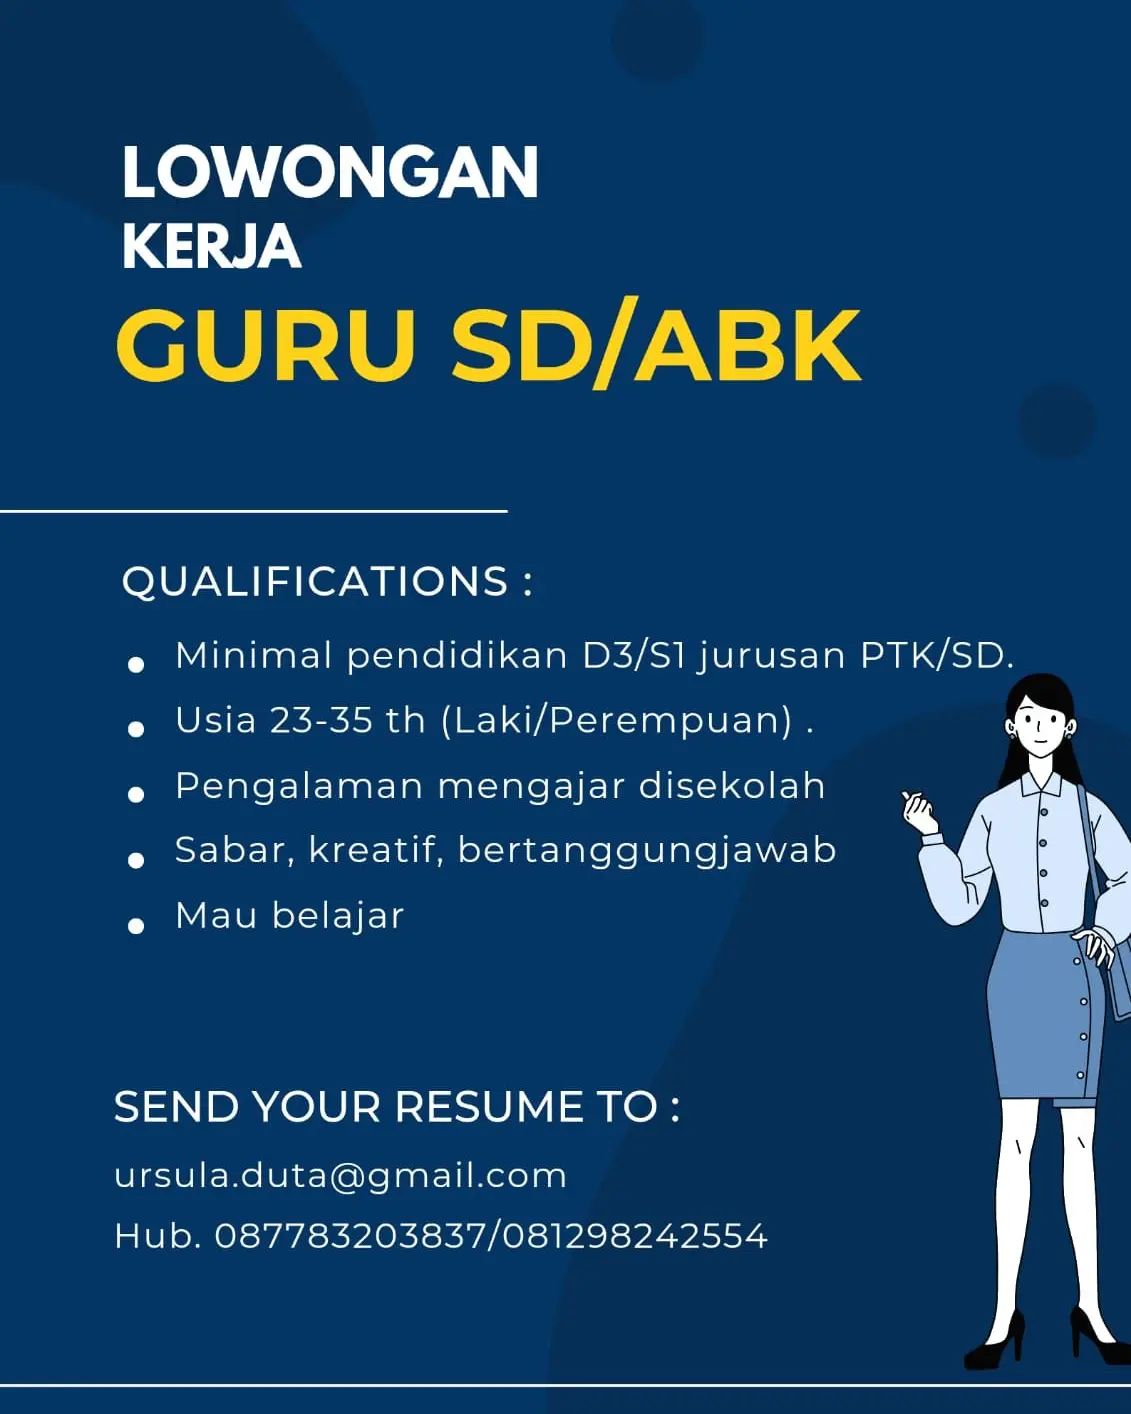 LOWONGAN
KERJA
GURU SD/ABK
QUALIFICATIONS :
Minimal pendidikan D3/S1 jurusan PTK/SD.
Usia 23-35 th (Laki/Perempuan) .
Pengalaman mengajar disekolah
Sabar, kreatif, bertanggungjawab
Mau belajar
SEND YOUR RESUME TO :
ursula.duta@gmail.com
Hub. 087783203837/081298242554